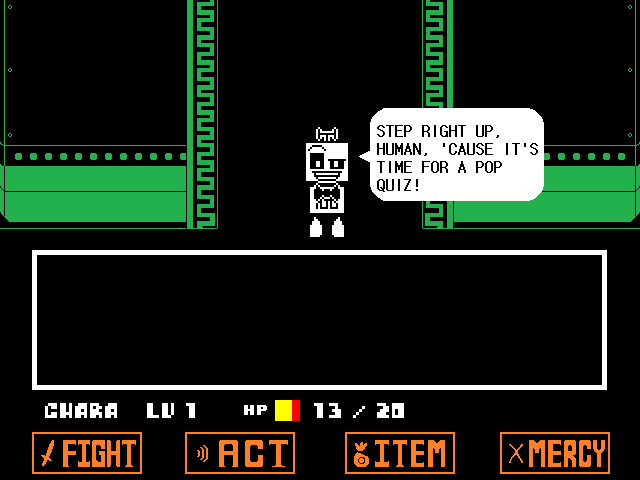 STEP RIGHT UP,
HUMAN, 'CAUSE IT'S
TIME FOR A POP
QUIZ!
CHARA LV 1 HP 13 / 20
FIGHT ACT ITEM MERCY